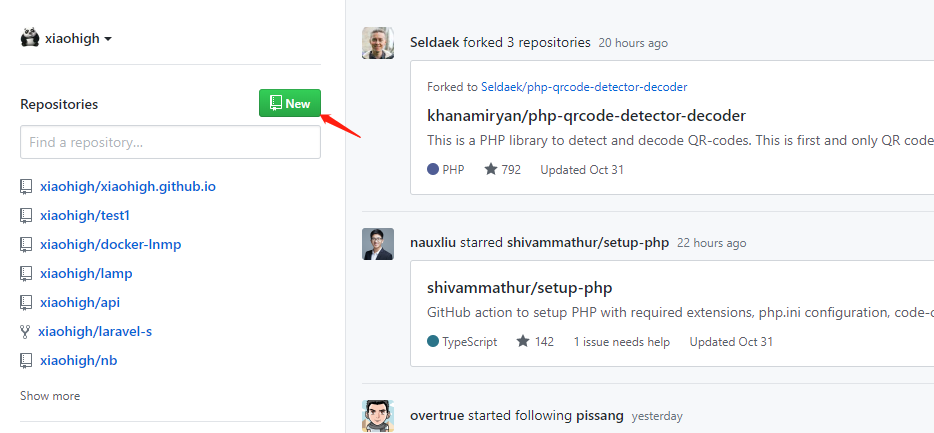 xiaohigh
Repositories
New
Find a repository…
xiaohigh/xiaohigh.github.io
xiaohigh/test1
xiaohigh/docker-lnmp
xiaohigh/lamp
xiaohigh/api
xiaohigh/laravel-s
xiaohigh/nb
Show more
Seldaek forked 3 repositories 20 hours ago
Forked to Seldaek/php-qrcode-detector-decoder
khanamiryan/php-qrcode-detector-decoder
This is a PHP library to detect and decode QR-codes. This is first and only QR code
PHP 792 Updated Oct 31
nauxliu starred shivammathur/setup-php 22 hours ago
shivammathur/setup-php
GitHub action to setup PHP with required extensions, php.ini configuration, code-c
TypeScript 142 1 issue needs help Updated Oct 31
overtrue started following pissang yesterday